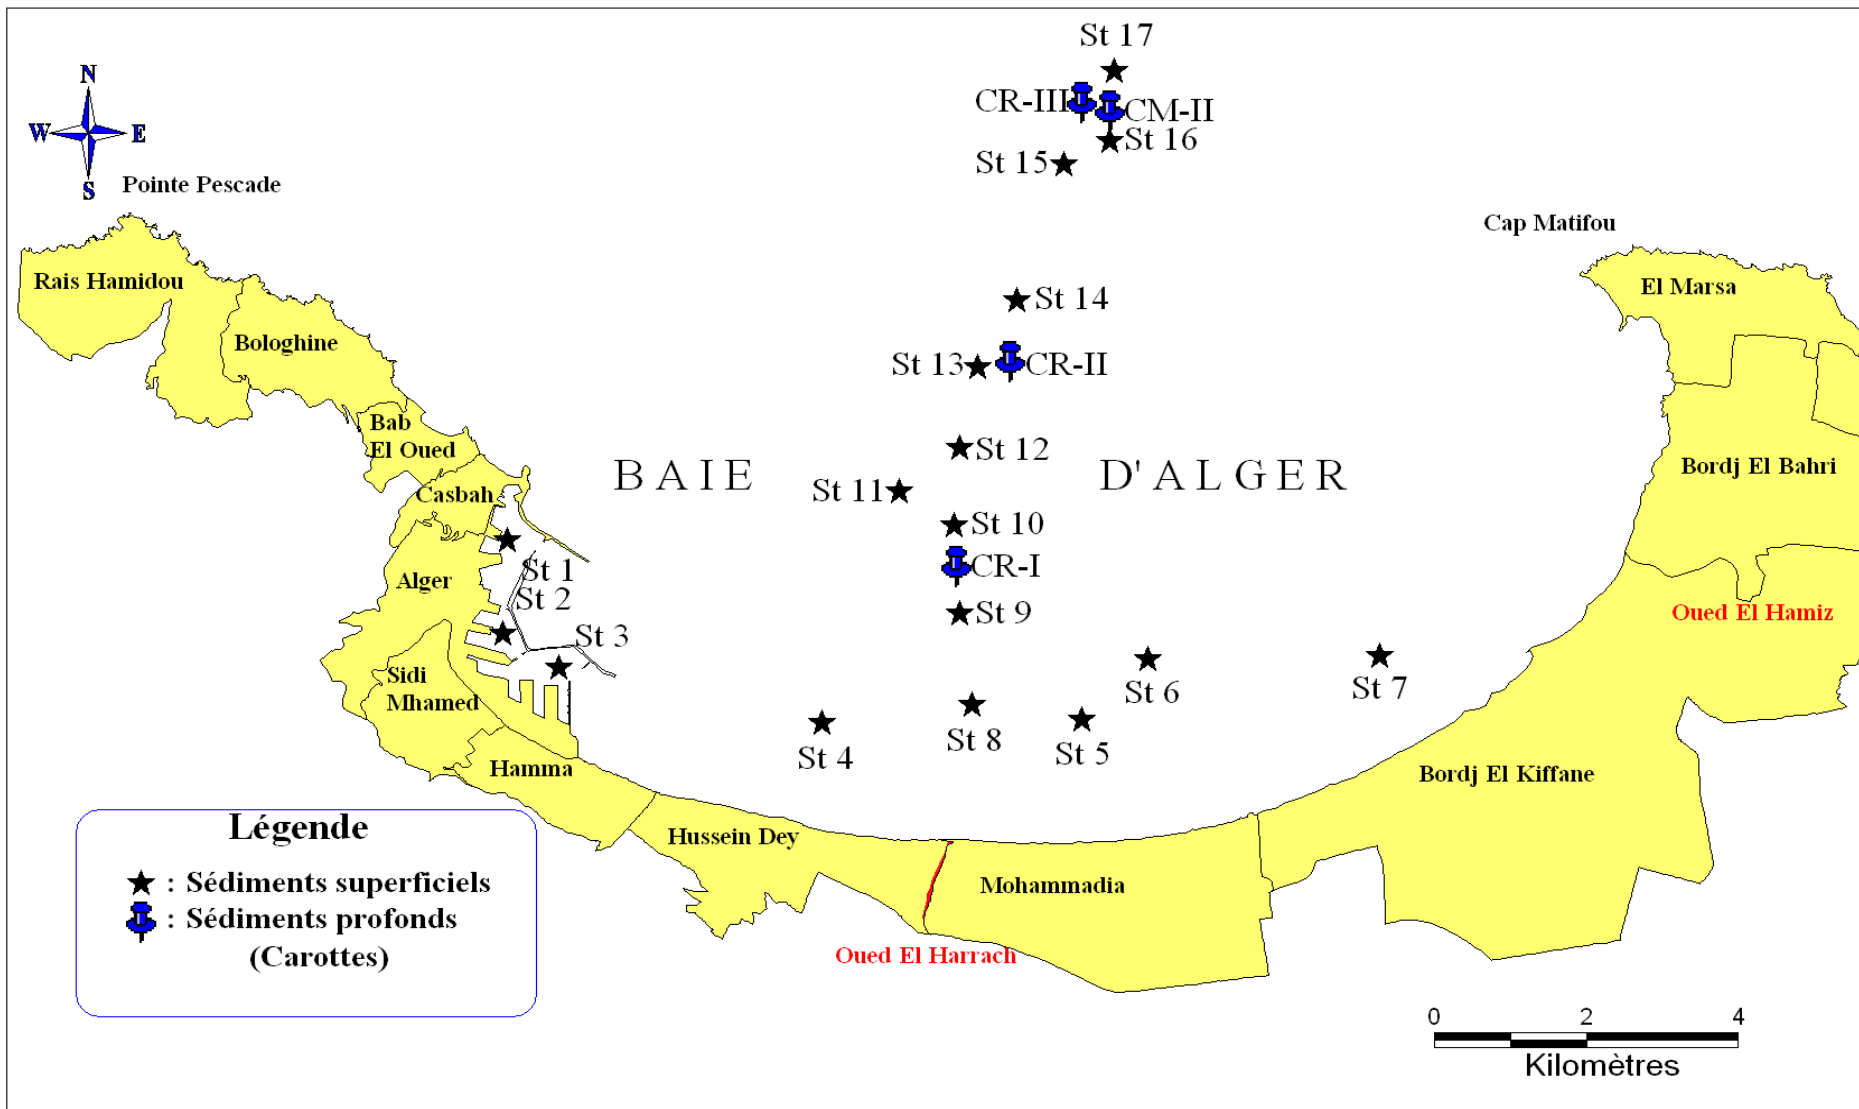 St 17
N
CR-III
CM-II
W
E
St 16
St 15
S
Pointe Pescade
Cap Matifou
Rais Hamidou
El Marsa
St 14
Bologhine
St 13
CR-II
Bab
El Oued
St 12
BAIE
D'ALGER
Bordj El Bahri
Casbah
St 11
St 10
CR-I
St 1
Alger
St 2
St 9
Oued El Hamiz
St 3
Sidi
Mhamed
St 6
St 7
St 4
St 8
St 5
Hamma
Bordj El Kiffane
Légende
Hussein Dey
: Sédiments superficiels
Mohammadia
: Sédiments profonds
(Carottes)
Oued El Harrach
0 2 4
Kilomètres